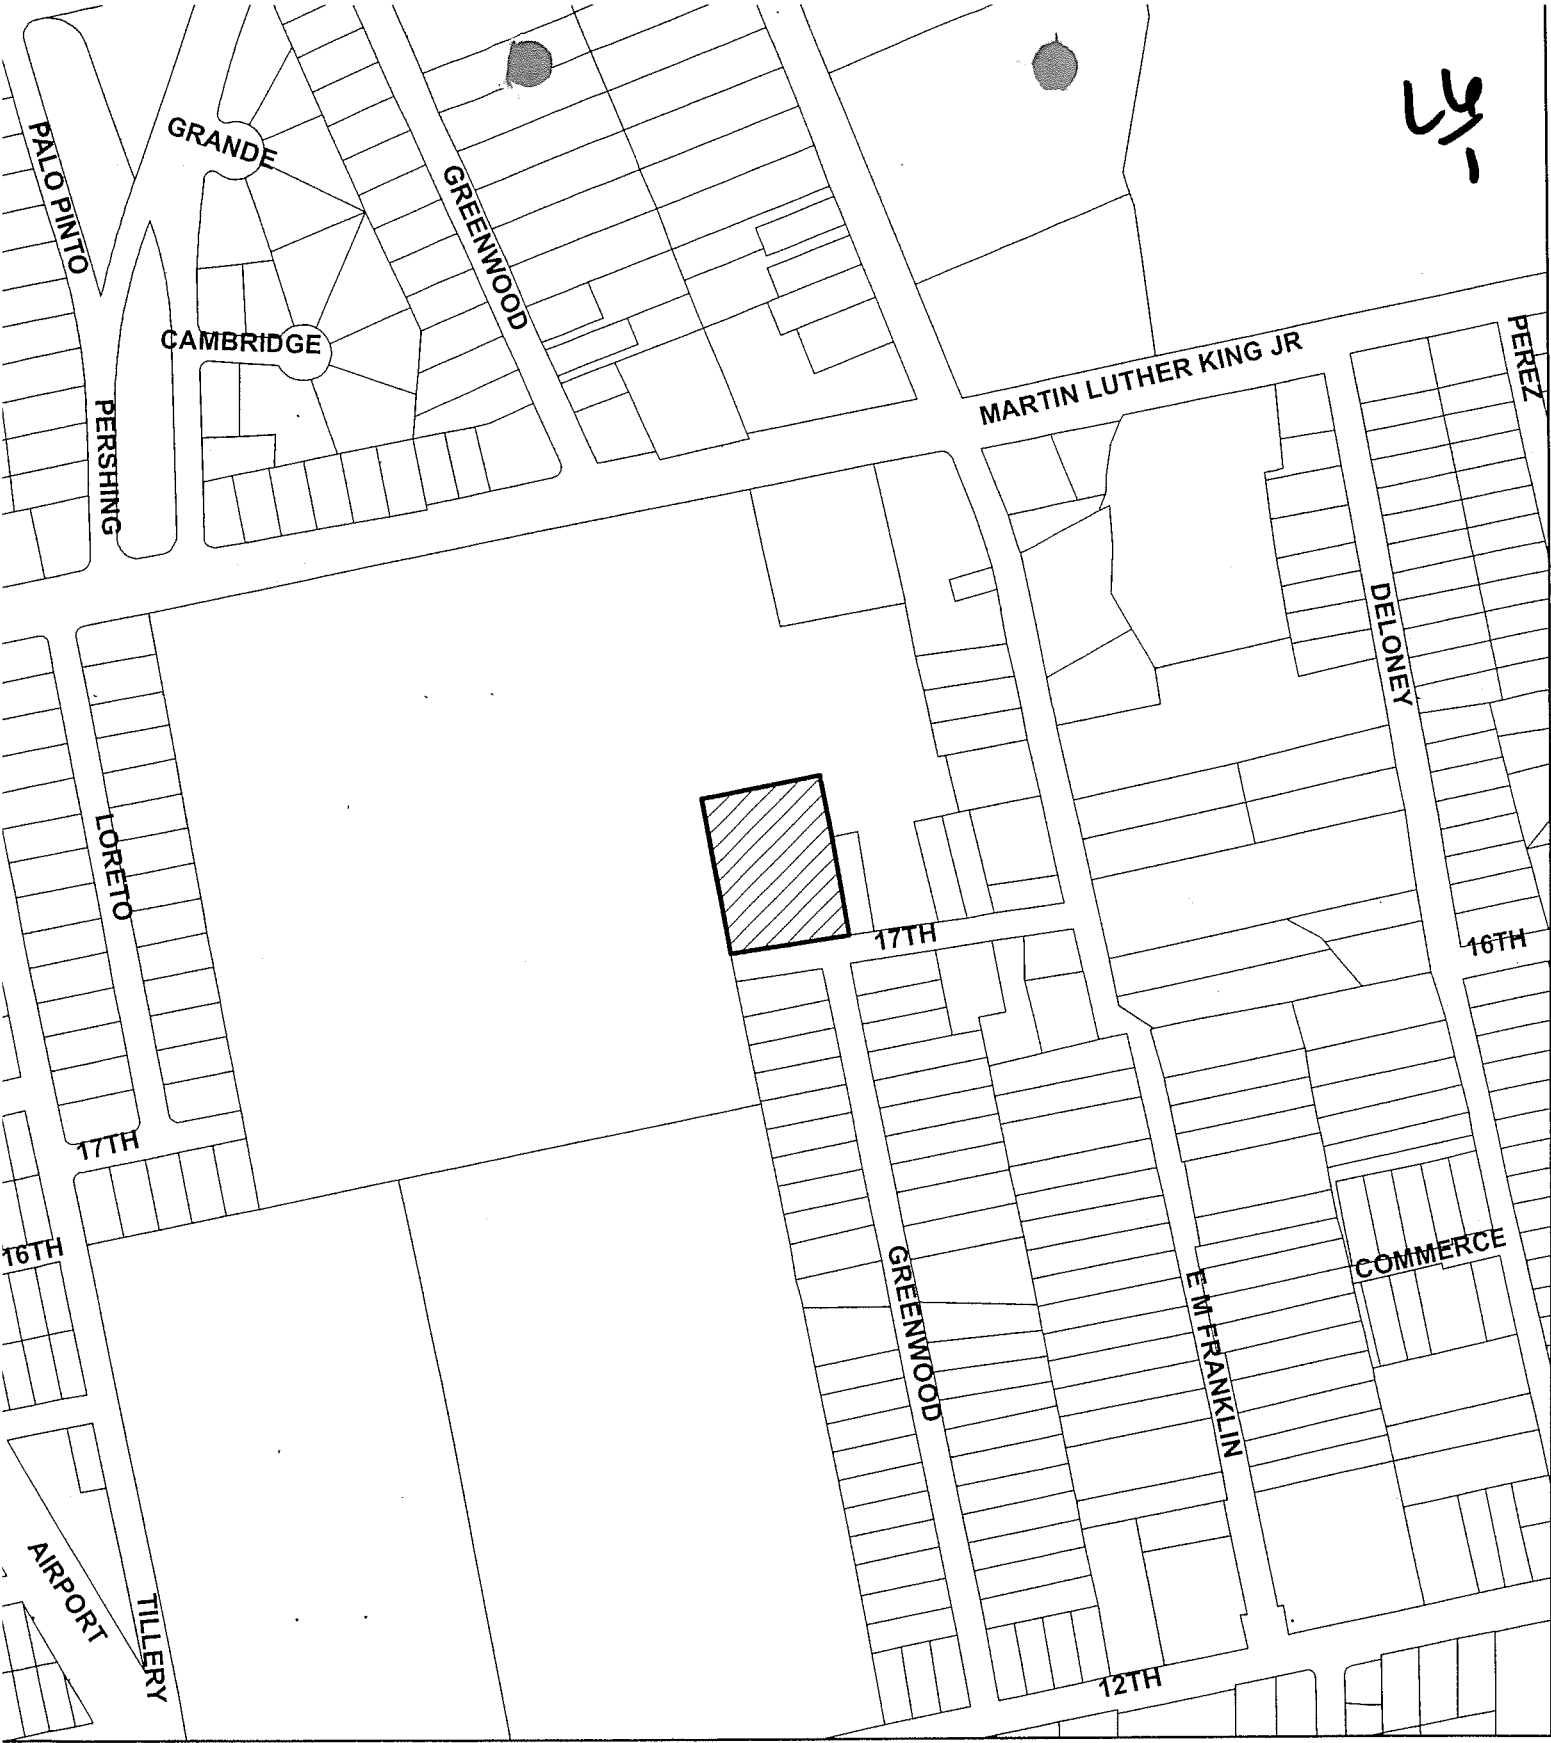 L6/1
GRANDE
PALO PINTO
GREENWOOD
CAMBRIDGE
MARTIN LUTHER KING JR
PEREZ
PERSHING
DELONEY
LORETO
17TH
16TH
17TH
16TH
COMMERCE
GREENWOOD
E M FRANKLIN
AIRPORT
TILLERY
12TH